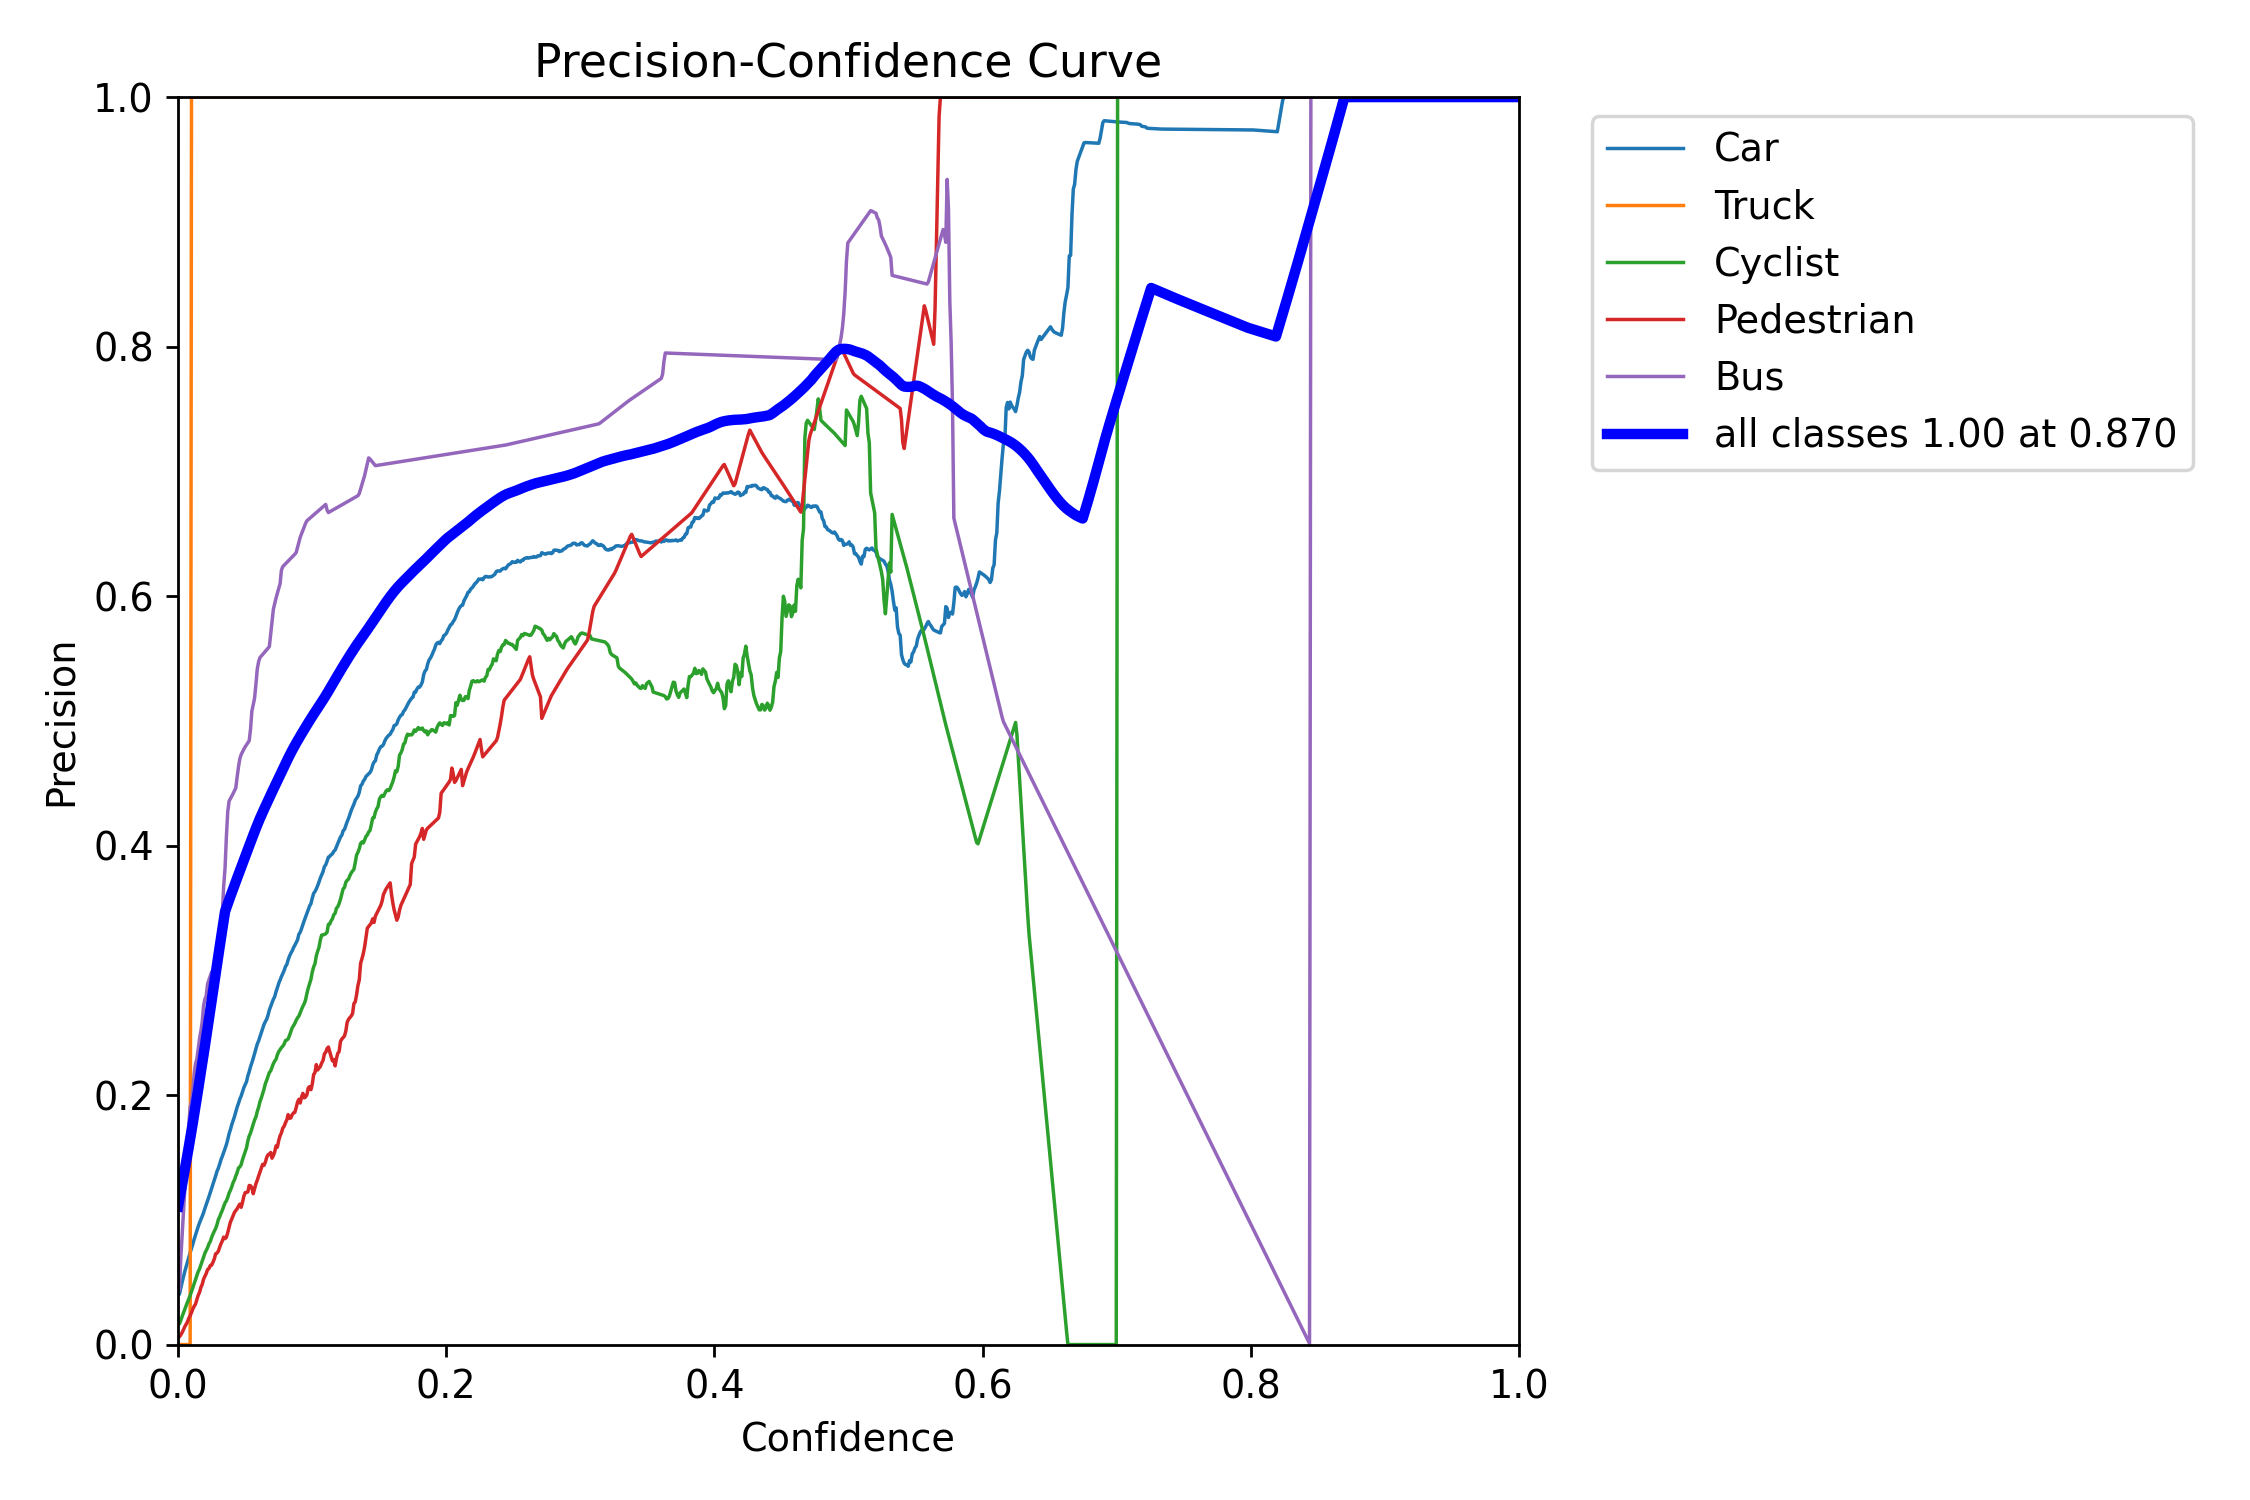 Precision-Confidence Curve
1.0
0.8
0.6
0.4
0.2
0.0
Precision
0.0 0.2 0.4 0.6 0.8 1.0
Confidence
Car
Truck
Cyclist
Pedestrian
Bus
all classes 1.00 at 0.870